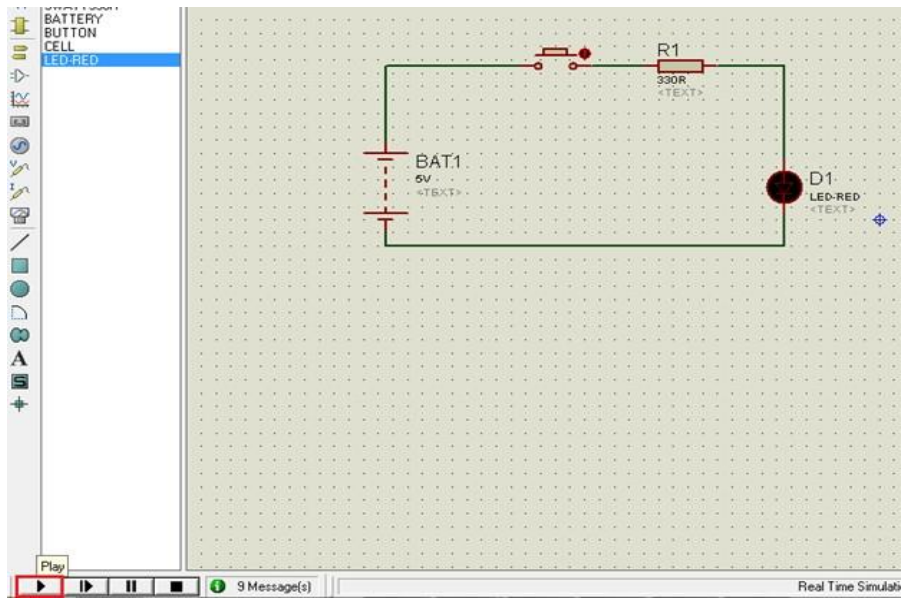 BATTERY
BUTTON
CELL
LED-RED
R1
330R
<TEXT>
BAT1
5V
<TEXT>
D1
LED-RED
<TEXT>
A
S
Play
9 Message(s)
Real Time Simulati